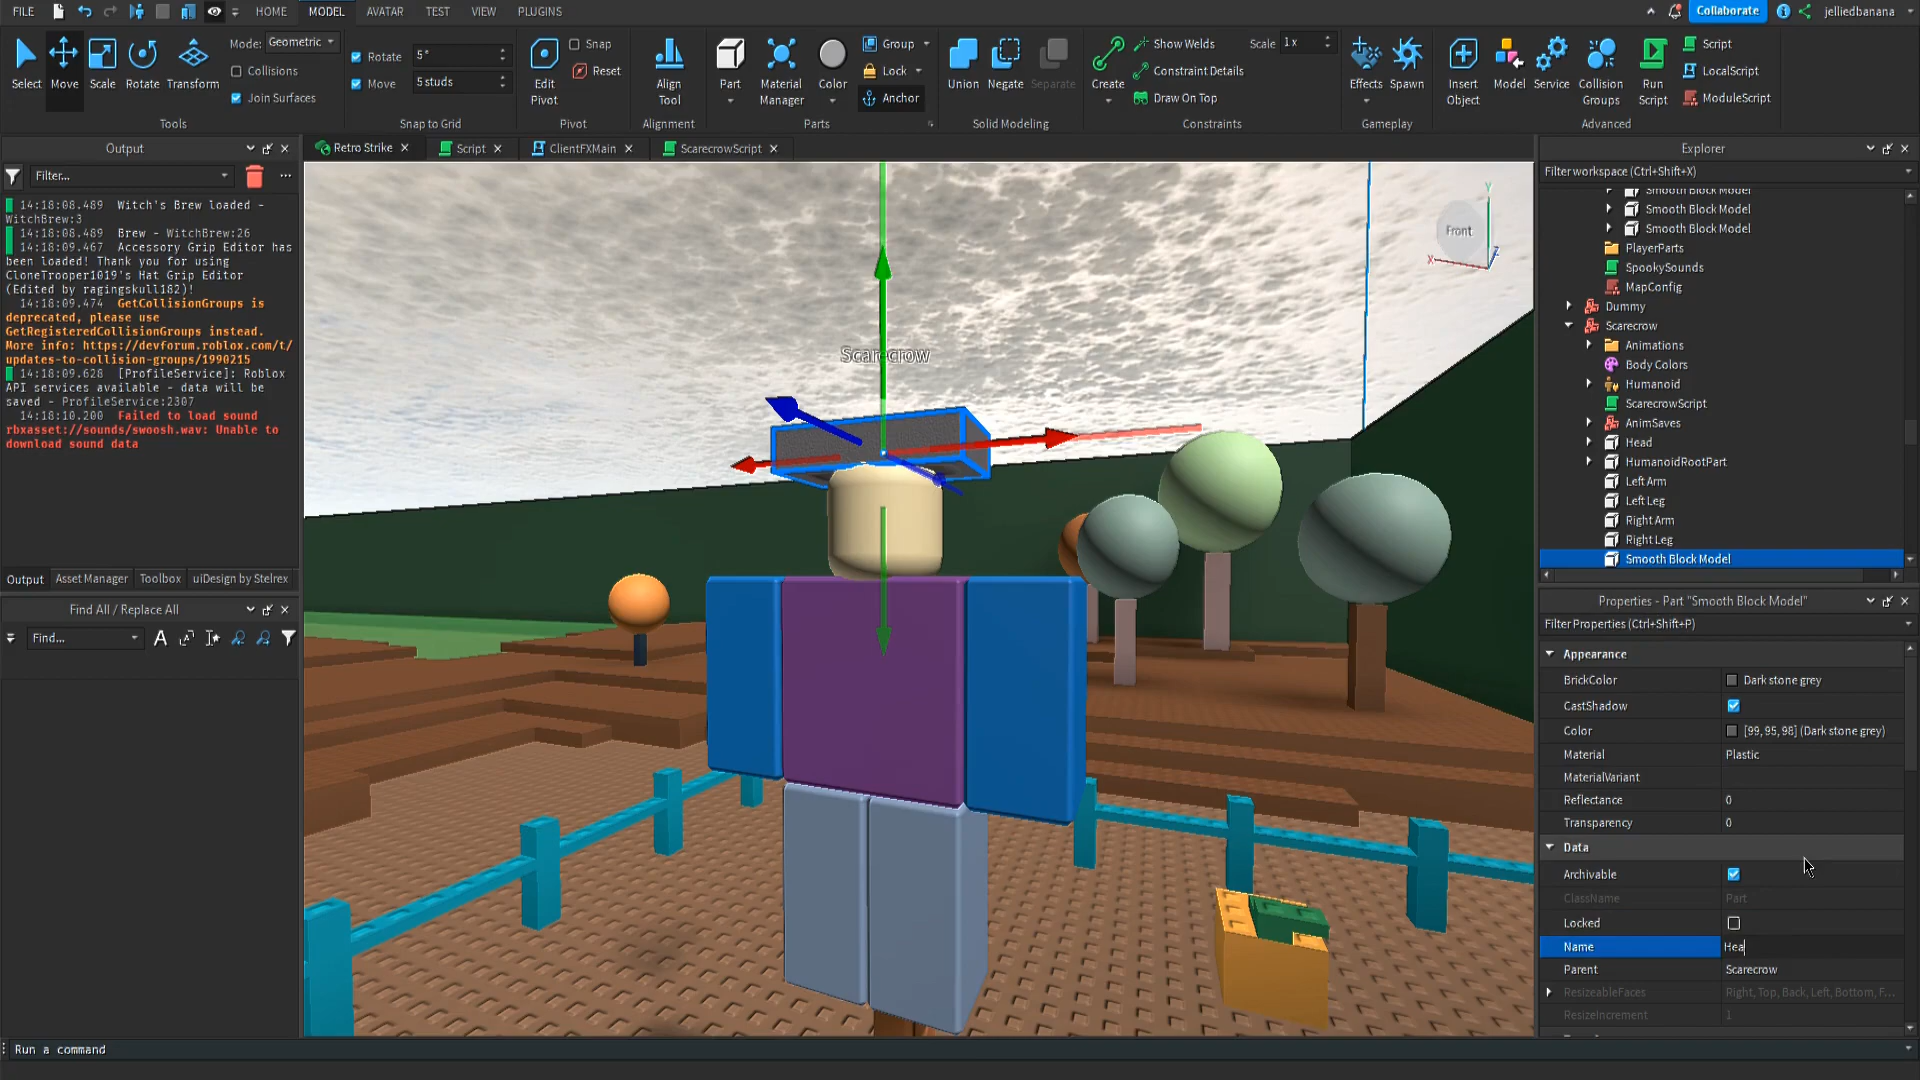 FILE HOME MODEL AVATAR TEST VIEW PLUGINS Collaborate jelliedbanana
Select Move Scale Rotate Transform
Mode: Geometric
Collisions
Join Surfaces
Tools
Rotate 5°
Move 5 studs
Snap to Grid
Edit Pivot
Snap
Reset
Pivot
Align Tool
Alignment
Part
Material Manager
Color
Group
Lock
Anchor
Parts
Union Negate Separate
Solid Modeling
Create
Show Welds
Constraint Details
Draw On Top
Scale 1x
Constraints
Effects Spawn
Gameplay
Insert Object
Model Service
Collision Groups
Run Script
Script
LocalScript
ModuleScript
Advanced
Output
Filter...
14:18:08.489 Witch's Brew loaded -
WitchBrew:3
14:18:08.489 Brew - WitchBrew:26
14:18:09.467 Accessory Grip Editor has
been loaded! Thank you for using
CloneTrooper1019's Hat Grip Editor
(Edited by ragingskull182)!
14:18:09.474 GetCollisionGroups is
deprecated, please use
GetRegisteredCollisionGroups instead.
More info: https://devforum.roblox.com/t/
updates-to-collision-groups/1990215
14:18:09.628 [ProfileService]: Roblox
API services available - data will be
saved - ProfileService:2307
14:18:10.200 Failed to load sound
rbxasset://sounds/swoosh.wav: Unable to
download sound data
Output Asset Manager Toolbox uiDesign by Stelrex
Find All / Replace All
Find...
Retro Strike Script ClientFXMain ScarecrowScript
Scarecrow
Front
Y
X
Z
Explorer
Filter workspace (Ctrl+Shift+X)
Smooth Block Model
Smooth Block Model
Smooth Block Model
PlayerParts
SpookySounds
MapConfig
Dummy
Scarecrow
Animations
Body Colors
Humanoid
ScarecrowScript
AnimSaves
Head
HumanoidRootPart
Left Arm
Left Leg
Right Arm
Right Leg
Smooth Block Model
Properties - Part "Smooth Block Model"
Filter Properties (Ctrl+Shift+P)
Appearance
BrickColor Dark stone grey
CastShadow
Color [99, 95, 98] (Dark stone grey)
Material Plastic
MaterialVariant
Reflectance 0
Transparency 0
Data
Archivable
ClassName Part
Locked
Name Hea
Parent Scarecrow
ResizeableFaces Right, Top, Back, Left, Bottom, F...
ResizeIncrement 1
Run a command